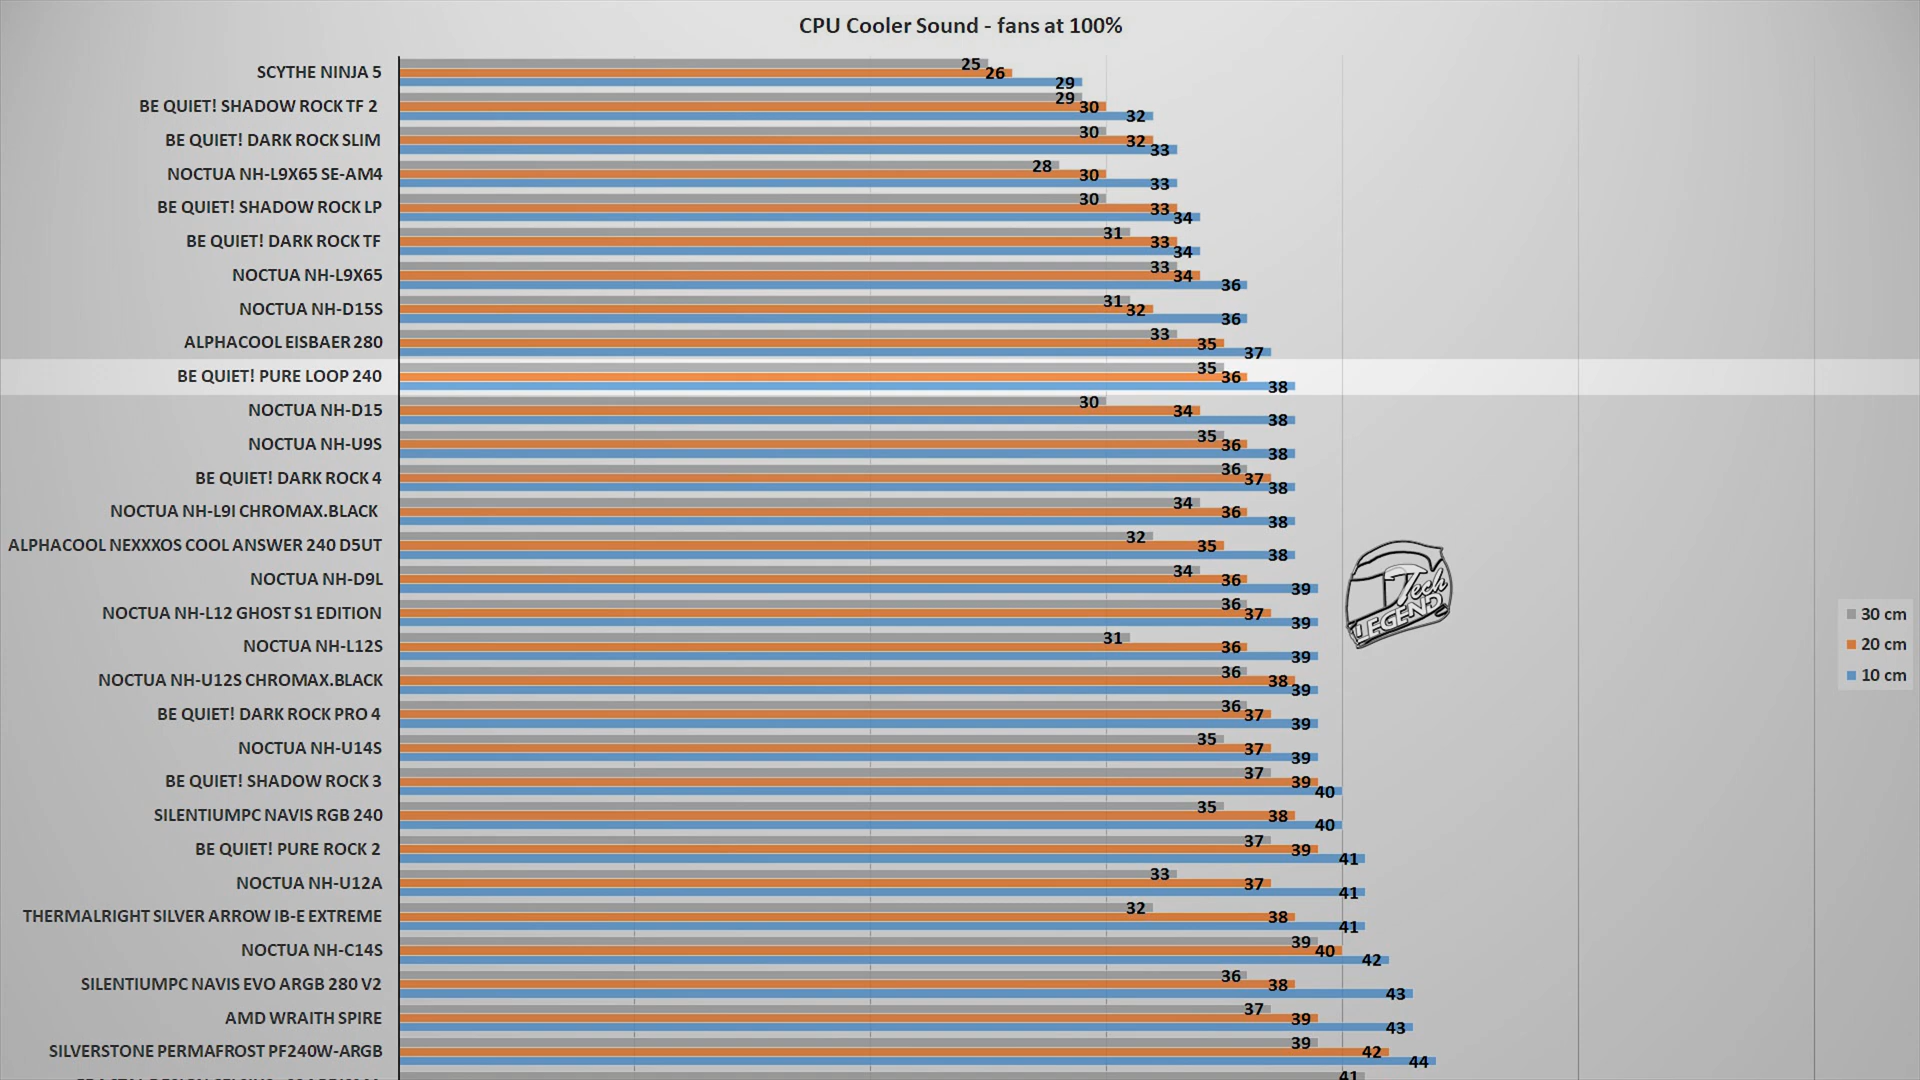 CPU Cooler Sound - fans at 100%
SCYTHE NINJA 5 25 26 29
BE QUIET! SHADOW ROCK TF 2 29 30 32
BE QUIET! DARK ROCK SLIM 30 32 33
NOCTUA NH-L9X65 SE-AM4 28 30 33
BE QUIET! SHADOW ROCK LP 30 33 34
BE QUIET! DARK ROCK TF 31 33 34
NOCTUA NH-L9X65 33 34 36
NOCTUA NH-D15S 31 32 36
ALPHACOOL EISBAER 280 33 35 37
BE QUIET! PURE LOOP 240 35 36 38
NOCTUA NH-D15 30 34 38
NOCTUA NH-U9S 35 36 38
BE QUIET! DARK ROCK 4 36 37 38
NOCTUA NH-L9I CHROMAX.BLACK 34 36 38
ALPHACOOL NEXXXOS COOL ANSWER 240 D5UT 32 35 38
NOCTUA NH-D9L 34 36 39
NOCTUA NH-L12 GHOST S1 EDITION 36 37 39
NOCTUA NH-L12S 31 36 39
NOCTUA NH-U12S CHROMAX.BLACK 36 38 39
BE QUIET! DARK ROCK PRO 4 36 37 39
NOCTUA NH-U14S 35 37 39
BE QUIET! SHADOW ROCK 3 37 39 40
SILENTIUMPC NAVIS RGB 240 35 38 40
BE QUIET! PURE ROCK 2 37 39 41
NOCTUA NH-U12A 33 37 41
THERMALRIGHT SILVER ARROW IB-E EXTREME 32 38 41
NOCTUA NH-C14S 39 40 42
SILENTIUMPC NAVIS EVO ARGB 280 V2 36 38 43
AMD WRAITH SPIRE 37 39 43
SILVERSTONE PERMAFROST PF240W-ARGB 39 42 44
41
Tech
LEGEND
30 cm
20 cm
10 cm